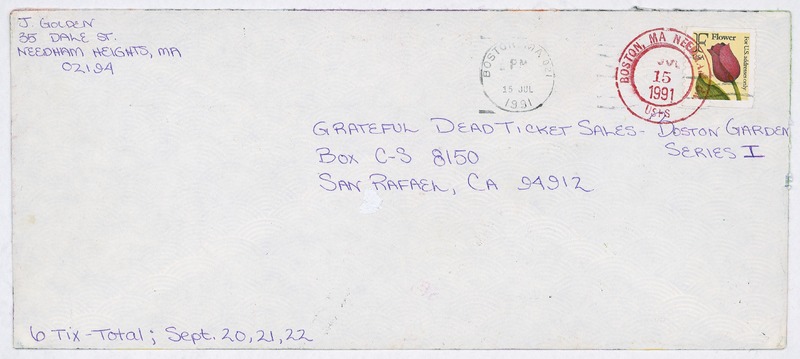 J. GOLDEN
35 DALE ST.
NEEDHAM HEIGHTS, MA
02194
BOSTON, MA
PM
15 JUL
1991
BOSTON, MA
JUL
15
1991
USPS
F Flower
For U.S. addresses only
GRATEFUL DEAD TICKET SALES - BOSTON GARDEN
SERIES I
BOX C-S 8150
SAN RAFAEL, CA 94912
6 Tix - Total; Sept. 20, 21, 22